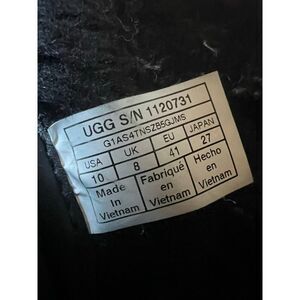 UGG S/N 1120731
G1AS4TNSZB5GJMS
USA UK EU JAPAN
10 8 41 27
Made In Vietnam Fabriqué en Vietnam Hecho en Vietnam